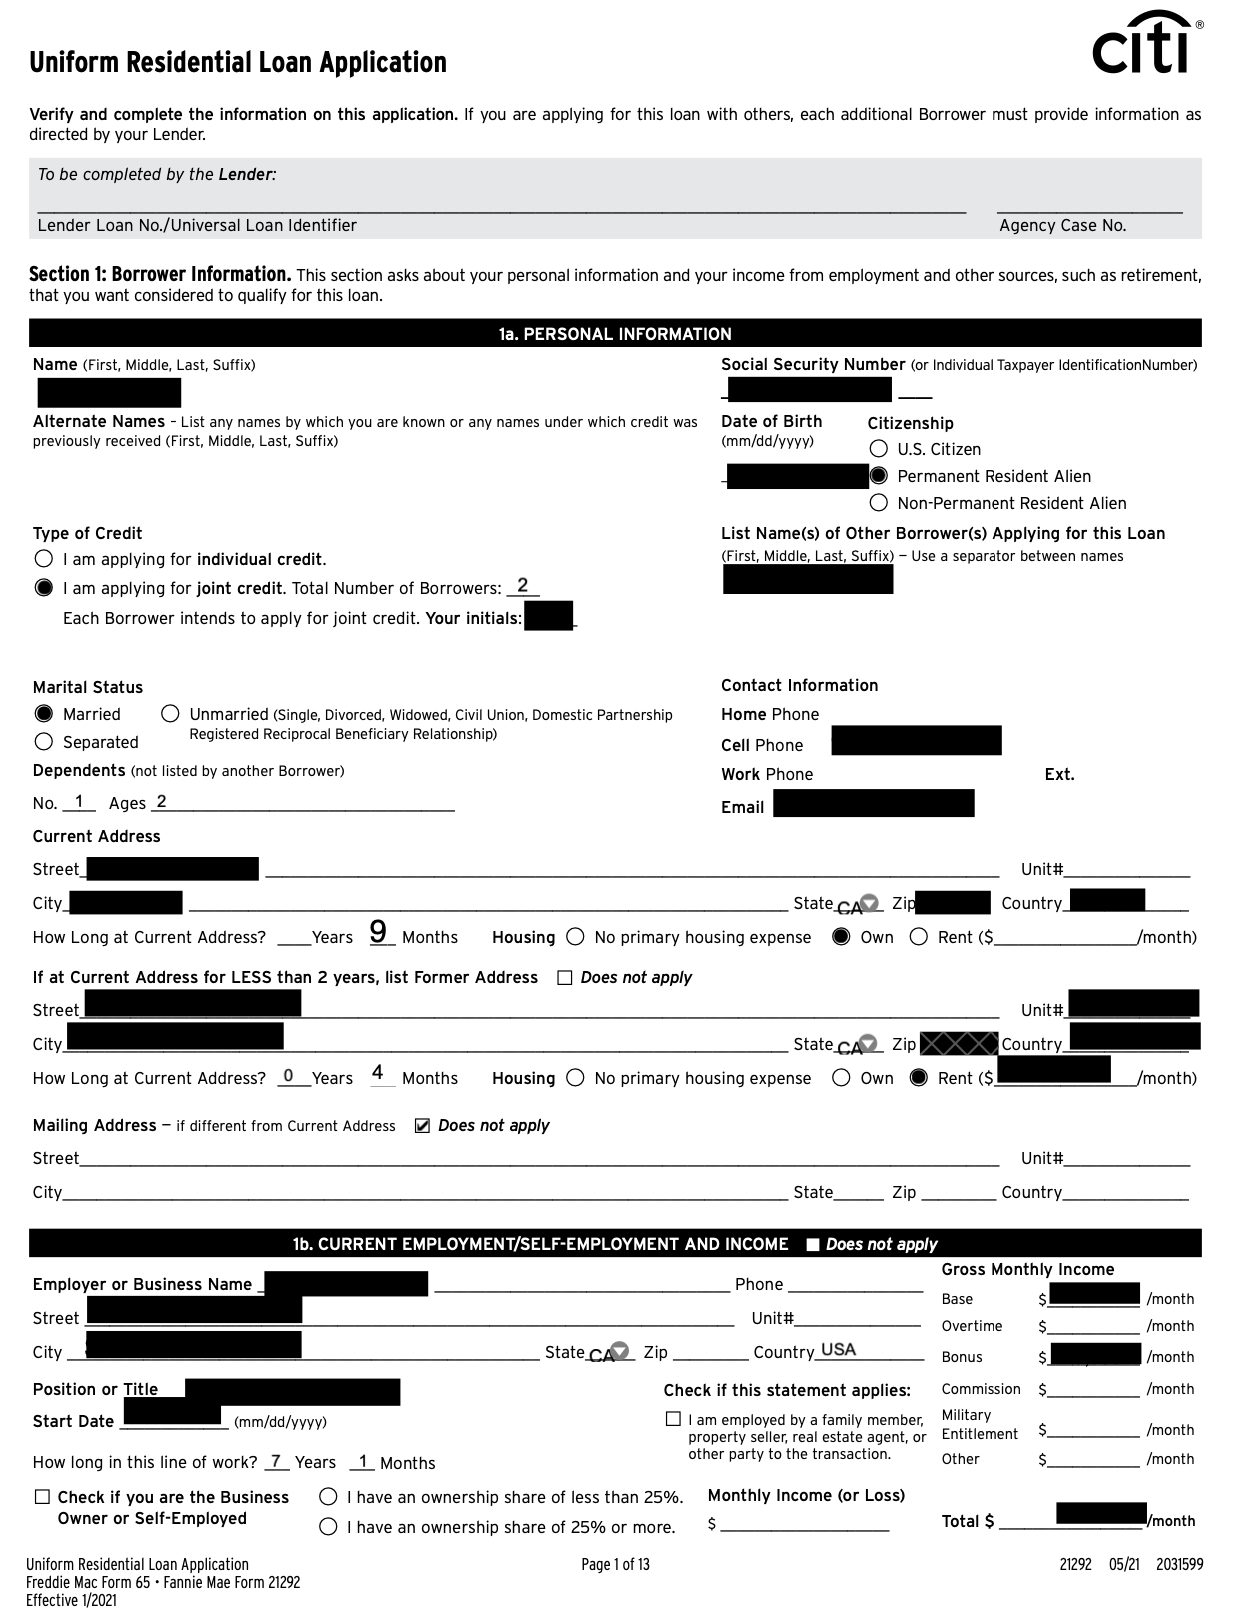 citi®
Uniform Residential Loan Application
Verify and complete the information on this application. If you are applying for this loan with others, each additional Borrower must provide information as
directed by your Lender.
To be completed by the Lender:
Lender Loan No./Universal Loan Identifier Agency Case No.
Section 1: Borrower Information. This section asks about your personal information and your income from employment and other sources, such as retirement,
that you want considered to qualify for this loan.
1a. PERSONAL INFORMATION
Name (First, Middle, Last, Suffix)
Alternate Names – List any names by which you are known or any names under which credit was
previously received (First, Middle, Last, Suffix)
Social Security Number (or Individual Taxpayer IdentificationNumber)
Date of Birth
(mm/dd/yyyy)
Citizenship
U.S. Citizen
Permanent Resident Alien
Non-Permanent Resident Alien
Type of Credit
I am applying for individual credit.
I am applying for joint credit. Total Number of Borrowers: 2
Each Borrower intends to apply for joint credit. Your initials:
List Name(s) of Other Borrower(s) Applying for this Loan
(First, Middle, Last, Suffix) – Use a separator between names
Marital Status
Married Unmarried (Single, Divorced, Widowed, Civil Union, Domestic Partnership
Registered Reciprocal Beneficiary Relationship)
Separated
Dependents (not listed by another Borrower)
No. 1 Ages 2
Contact Information
Home Phone
Cell Phone
Work Phone Ext.
Email
Current Address
Street Unit#
City State CA Zip Country
How Long at Current Address? Years 9 Months Housing No primary housing expense Own Rent ($ /month)
If at Current Address for LESS than 2 years, list Former Address Does not apply
Street Unit#
City State CA Zip Country
How Long at Current Address? 0 Years 4 Months Housing No primary housing expense Own Rent ($ /month)
Mailing Address – if different from Current Address Does not apply
Street Unit#
City State Zip Country
1b. CURRENT EMPLOYMENT/SELF-EMPLOYMENT AND INCOME Does not apply
Employer or Business Name Phone
Street Unit#
City State CA Zip Country USA
Position or Title
Start Date (mm/dd/yyyy)
How long in this line of work? 7 Years 1 Months
Check if this statement applies:
I am employed by a family member,
property seller, real estate agent, or
other party to the transaction.
Gross Monthly Income
Base $ /month
Overtime $ /month
Bonus $ /month
Commission $ /month
Military
Entitlement $ /month
Other $ /month
Total $ /month
Check if you are the Business
Owner or Self-Employed
I have an ownership share of less than 25%.
I have an ownership share of 25% or more.
Monthly Income (or Loss)
$
Uniform Residential Loan Application Page 1 of 13 21292 05/21 2031599
Freddie Mac Form 65 • Fannie Mae Form 21292
Effective 1/2021